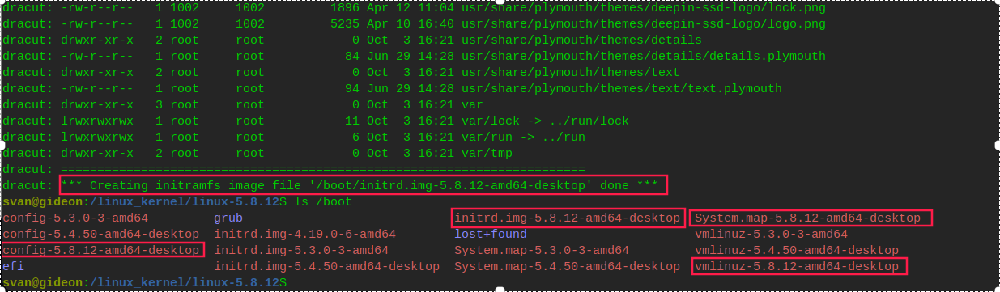 dracut: -rw-r--r--   1 1002     1002         1896 Apr 12 11:04 usr/share/plymouth/themes/deepin-ssd-logo/lock.png
dracut: -rw-r--r--   1 1002     1002         5235 Apr 10 16:40 usr/share/plymouth/themes/deepin-ssd-logo/logo.png
dracut: drwxr-xr-x   2 root     root            0 Oct  3 16:21 usr/share/plymouth/themes/details
dracut: -rw-r--r--   1 root     root           84 Jun 29 14:28 usr/share/plymouth/themes/details/details.plymouth
dracut: drwxr-xr-x   2 root     root            0 Oct  3 16:21 usr/share/plymouth/themes/text
dracut: -rw-r--r--   1 root     root           94 Jun 29 14:28 usr/share/plymouth/themes/text/text.plymouth
dracut: drwxr-xr-x   3 root     root            0 Oct  3 16:21 var
dracut: lrwxrwxrwx   1 root     root           11 Oct  3 16:21 var/lock -> ../run/lock
dracut: lrwxrwxrwx   1 root     root            6 Oct  3 16:21 var/run -> ../run
dracut: drwxr-xr-x   2 root     root            0 Oct  3 16:21 var/tmp
dracut: ========================================================================
dracut: *** Creating initramfs image file '/boot/initrd.img-5.8.12-amd64-desktop' done ***
svan@gideon:/linux_kernel/linux-5.8.12$ ls /boot
config-5.3.0-3-amd64         grub                             initrd.img-5.8.12-amd64-desktop  System.map-5.8.12-amd64-desktop
config-5.4.50-amd64-desktop  initrd.img-4.19.0-6-amd64        lost+found                       vmlinuz-5.3.0-3-amd64
config-5.8.12-amd64-desktop  initrd.img-5.3.0-3-amd64         System.map-5.3.0-3-amd64         vmlinuz-5.4.50-amd64-desktop
efi                          initrd.img-5.4.50-amd64-desktop  System.map-5.4.50-amd64-desktop  vmlinuz-5.8.12-amd64-desktop
svan@gideon:/linux_kernel/linux-5.8.12$